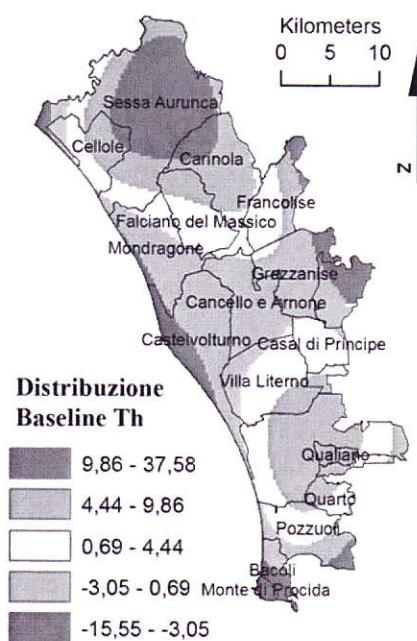 Kilometers
0 5 10
N
Sessa Aurunca
Cellole
Carinola
Francolise
Falciano del Massico
Mondragone
Grazzanise
Cancello e Arnone
Castelvolturno
Casal di Principe
Villa Literno
Qualiano
Quarto
Pozzuoli
Bacoli
Monte di Procida
Distribuzione
Baseline Th
9,86 - 37,58
4,44 - 9,86
0,69 - 4,44
-3,05 - 0,69
-15,55 - -3,05